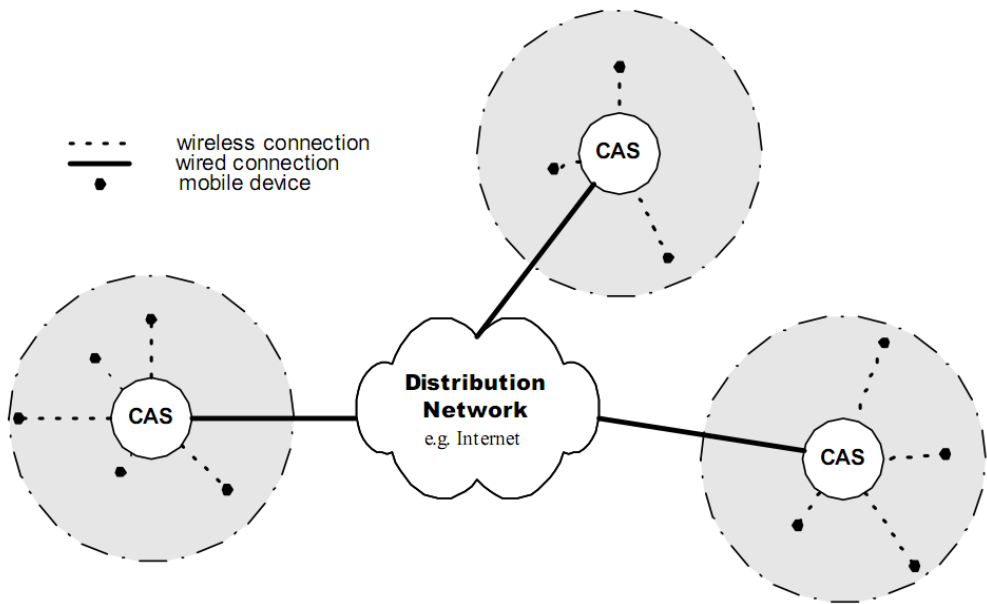 wireless connection
wired connection
mobile device
CAS
Distribution
Network
e.g. Internet
CAS
CAS